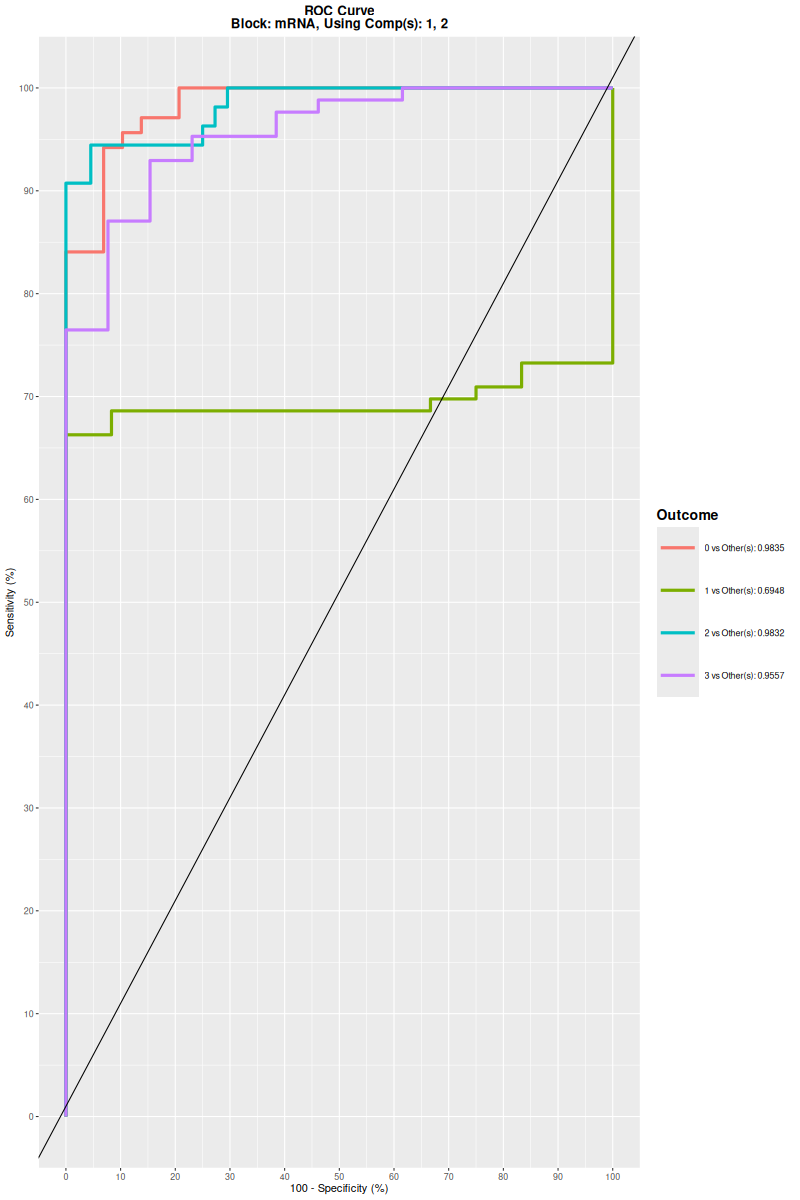 ROC Curve
Block: mRNA, Using Comp(s): 1, 2
Sensitivity (%)
100
90
80
70
60
50
40
30
20
10
0
0 10 20 30 40 50 60 70 80 90 100
100 - Specificity (%)
Outcome
0 vs Other(s): 0.9835
1 vs Other(s): 0.6948
2 vs Other(s): 0.9832
3 vs Other(s): 0.9557